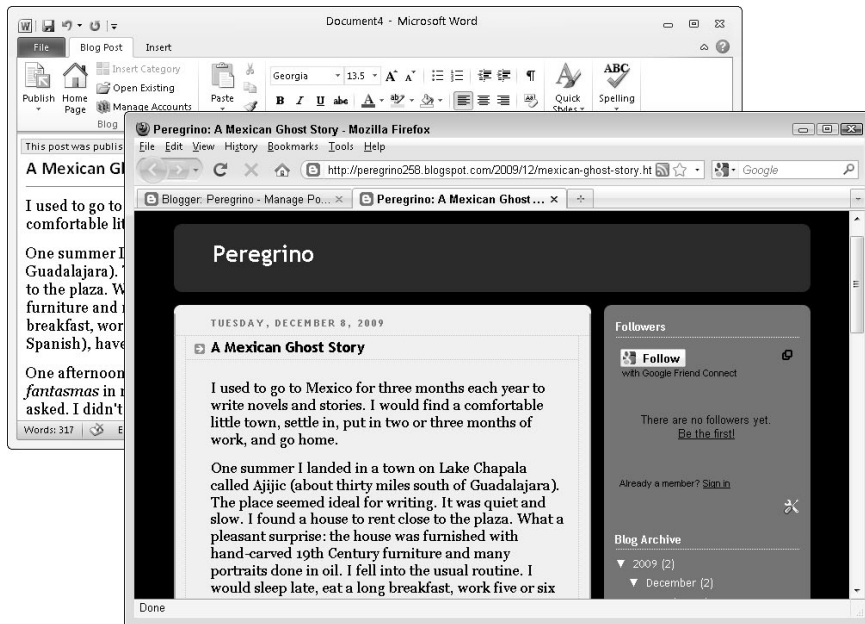 Document4 - Microsoft Word
File Blog Post Insert
Insert Category
Open Existing
Manage Accounts
Publish
Home Page
Blog
Paste
Georgia 13.5
Quick
Styles
Spelling
This post was publis
A Mexican Gh
I used to go to
comfortable lit
One summer I
Guadalajara). T
to the plaza. W
furniture and
breakfast, wor
Spanish), have
One afternoon
fantasmas in
asked. I didn't
Words: 317
Peregrino: A Mexican Ghost Story - Mozilla Firefox
File Edit View History Bookmarks Tools Help
http://peregrino258.blogspot.com/2009/12/mexican-ghost-story.ht
Google
Blogger: Peregrino - Manage Po...
Peregrino: A Mexican Ghost ...
Peregrino
TUESDAY, DECEMBER 8, 2009
A Mexican Ghost Story
I used to go to Mexico for three months each year to
write novels and stories. I would find a comfortable
little town, settle in, put in two or three months of
work, and go home.
One summer I landed in a town on Lake Chapala
called Ajijic (about thirty miles south of Guadalajara).
The place seemed ideal for writing. It was quiet and
slow. I found a house to rent close to the plaza. What a
pleasant surprise: the house was furnished with
hand-carved 19th Century furniture and many
portraits done in oil. I fell into the usual routine. I
would sleep late, eat a long breakfast, work five or six
Followers
Follow
with Google Friend Connect
There are no followers yet.
Be the first!
Already a member? Sign in
Blog Archive
▼ 2009 (2)
▼ December (2)
Done